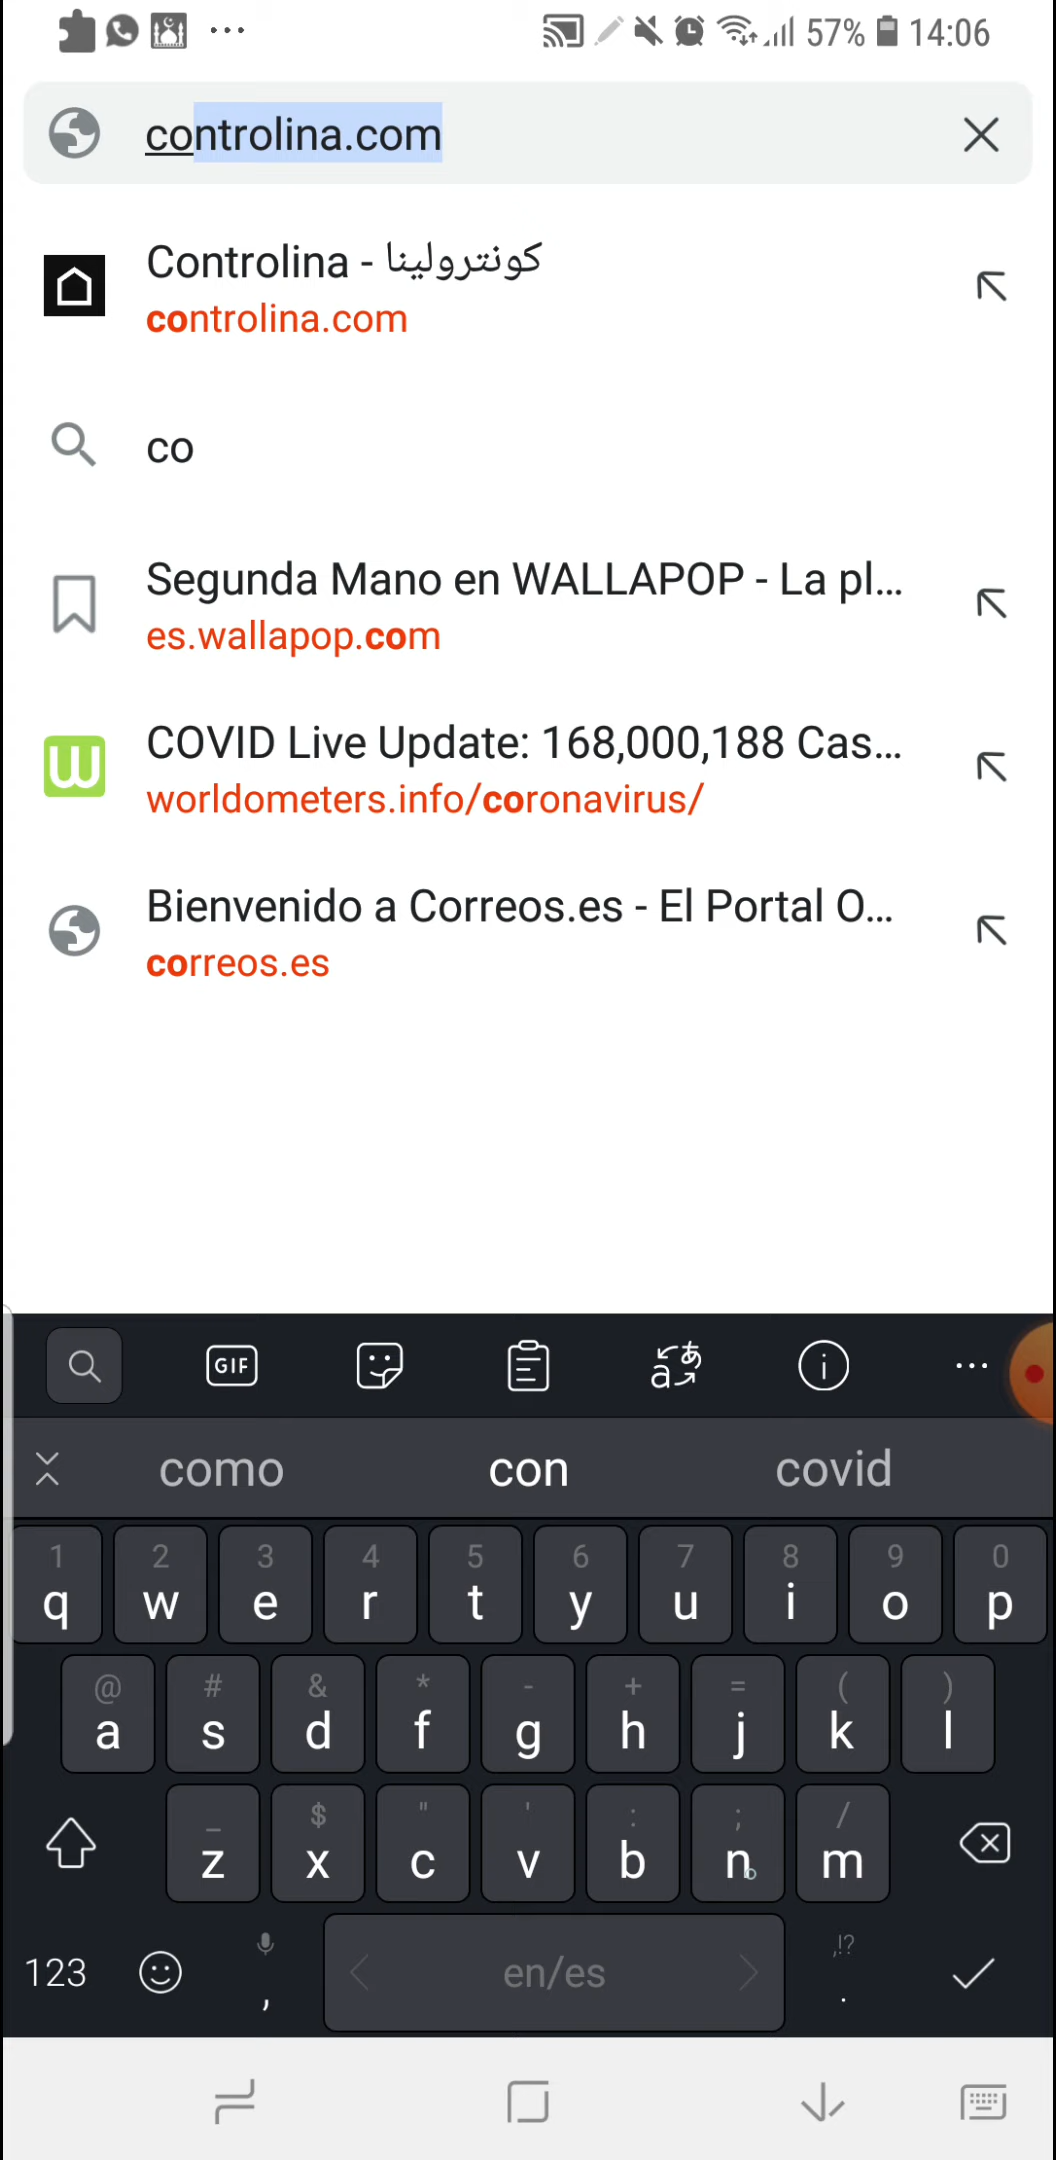 57% 14:06
controlina.com
Controlina - كونترولينا
controlina.com
co
Segunda Mano en WALLAPOP - La pl...
es.wallapop.com
COVID Live Update: 168,000,188 Cas...
worldometers.info/coronavirus/
Bienvenido a Correos.es - El Portal O...
correos.es
GIF
como con covid
1 2 3 4 5 6 7 8 9 0
q w e r t y u i o p
@ # & * - + = ( )
a s d f g h j k l
_ $ " ' : ; /
z x c v b n m
,!?
123 , en/es .